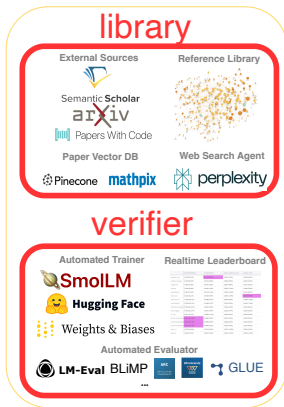 library
External Sources
Reference Library
Semantic Scholar
arXiv
Papers With Code
Paper Vector DB
Web Search Agent
Pinecone
mathpix
perplexity
verifier
Automated Trainer
Realtime Leaderboard
SmolLM
Hugging Face
Weights & Biases
Automated Evaluator
LM-Eval
BLiMP
ARC
GLUE
...